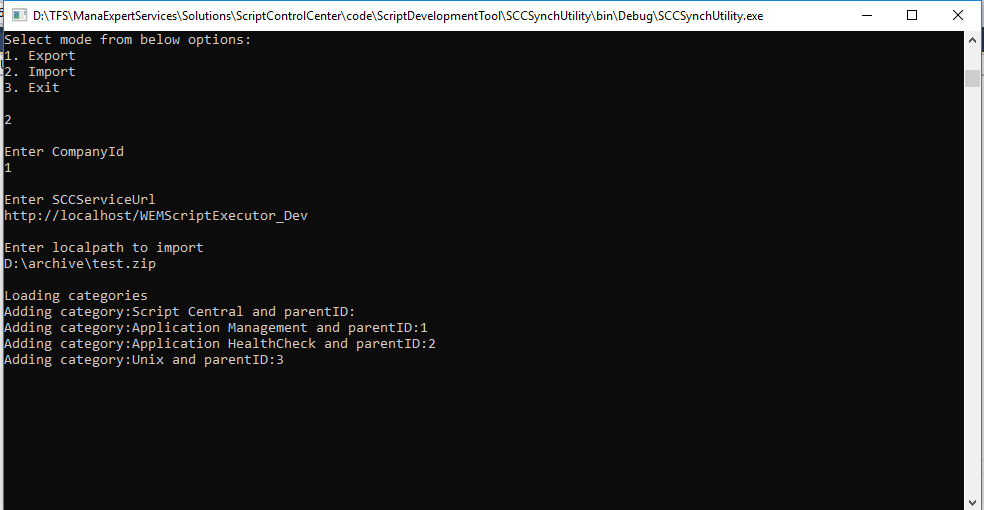 D:\TFS\ManaExpertServices\Solutions\ScriptControlCenter\code\ScriptDevelopmentTool\SCCSynchUtility\bin\Debug\SCCSynchUtility.exe
Select mode from below options:
1. Export
2. Import
3. Exit
2
Enter CompanyId
1
Enter SCCServiceUrl
http://localhost/WEMScriptExecutor_Dev
Enter localpath to import
D:\archive\test.zip
Loading categories
Adding category:Script Central and parentID:
Adding category:Application Management and parentID:1
Adding category:Application HealthCheck and parentID:2
Adding category:Unix and parentID:3